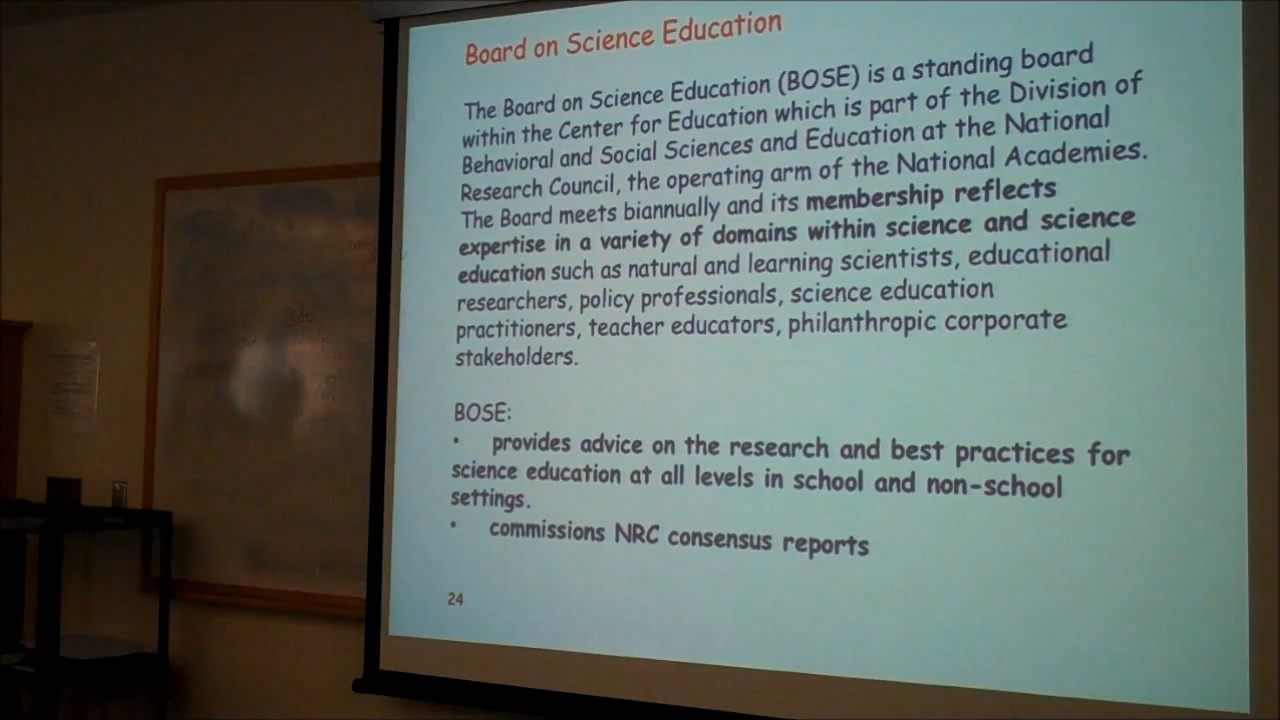 Board on Science Education
The Board on Science Education (BOSE) is a standing board
within the Center for Education which is part of the Division of
Behavioral and Social Sciences and Education at the National
Research Council, the operating arm of the National Academies.
The Board meets biannually and its membership reflects
expertise in a variety of domains within science and science
education such as natural and learning scientists, educational
researchers, policy professionals, science education
practitioners, teacher educators, philanthropic corporate
stakeholders.
BOSE:
• provides advice on the research and best practices for
science education at all levels in school and non-school
settings.
• commissions NRC consensus reports
24